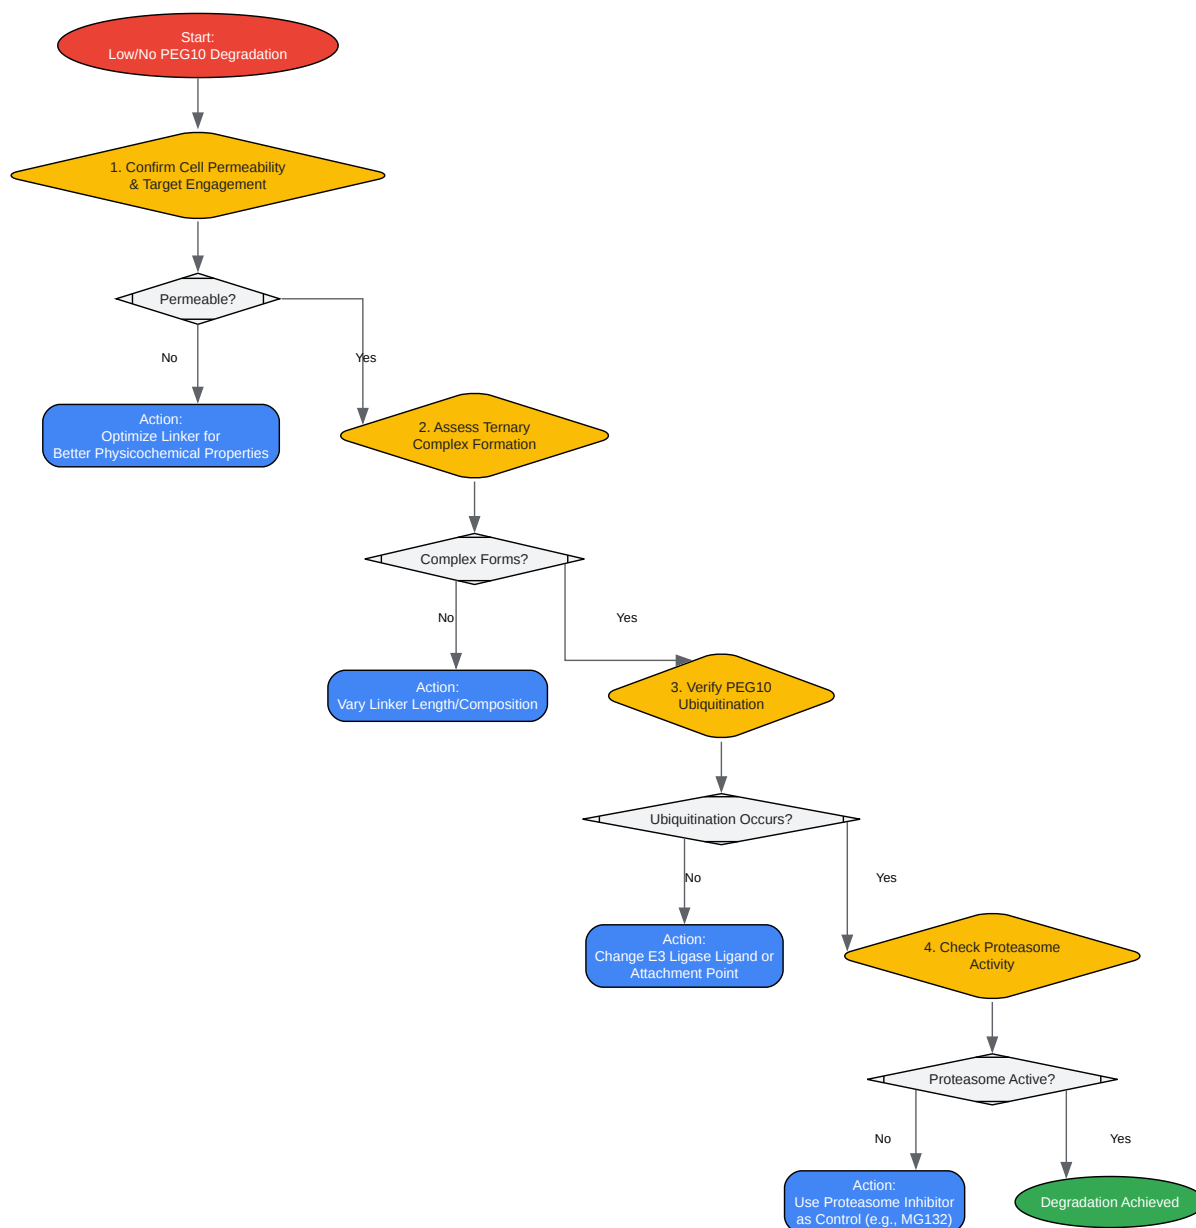 Start:
Low/No PEG10 Degradation
1. Confirm Cell Permeability
& Target Engagement
Permeable?
No
Yes
Action:
Optimize Linker for
Better Physicochemical Properties
2. Assess Ternary
Complex Formation
Complex Forms?
No
Yes
Action:
Vary Linker Length/Composition
3. Verify PEG10
Ubiquitination
Ubiquitination Occurs?
No
Yes
Action:
Change E3 Ligase Ligand or
Attachment Point
4. Check Proteasome
Activity
Proteasome Active?
No
Yes
Action:
Use Proteasome Inhibitor
as Control (e.g., MG132)
Degradation Achieved